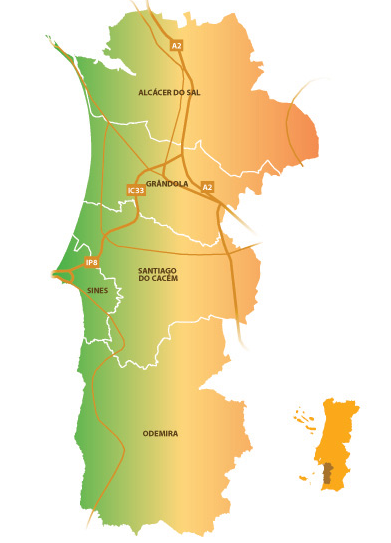 A2
ALCÁCER DO SAL
GRÂNDOLA
IC33
A2
IP8
SANTIAGO
DO CACÉM
SINES
ODEMIRA